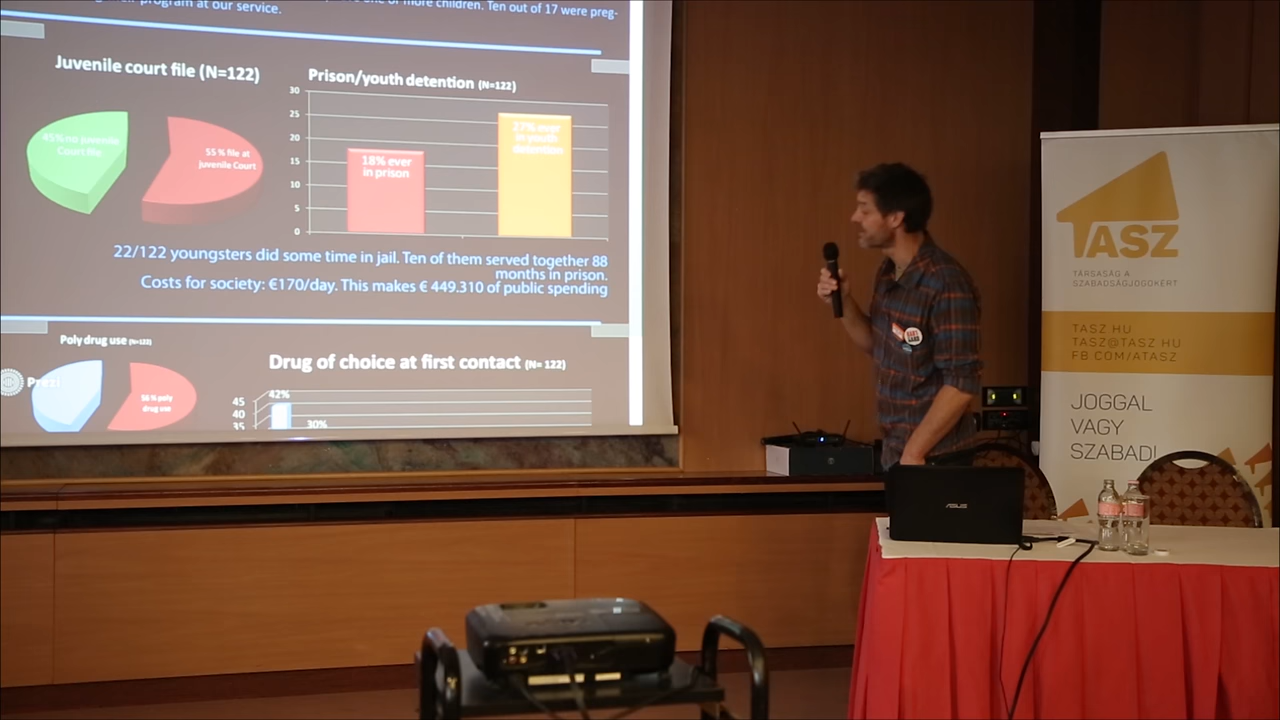 program at our service.
one or more children. Ten out of 17 were preg-
Juvenile court file (N=122)
45% no juvenile
Court file
55 % file at
Juvenile Court
Prison/youth detention (N=122)
30
25
20
15
10
5
0
18% ever
in prison
27% ever
in youth
detention
22/122 youngsters did some time in jail. Ten of them served together 88
months in prison.
Costs for society: €170/day. This makes € 449.310 of public spending
Poly drug use (N=122)
56 % poly
drug use
Prezi
Drug of choice at first contact (N= 122)
45
40
35
42%
30%
TASZ
TÁRSASÁG A
SZABADSÁGJOGOKÉRT
TASZ HU
TASZ@TASZ HU
FB COM/ATASZ
JOGGAL
VAGY
SZABAD!
ASUS